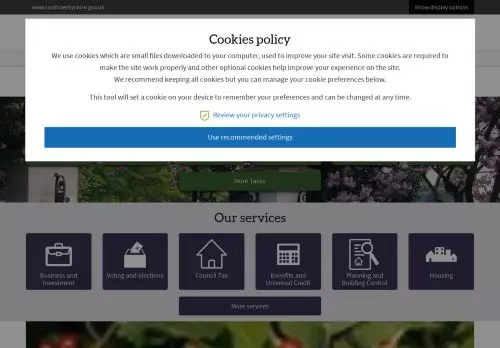 www.southderbyshire.gov.uk
Show display options
Cookies policy
We use cookies which are small files downloaded to your computer, used to improve your site visit. Some cookies are required to
make the site work properly and other optional cookies help improve your experience on the site.
We recommend keeping all cookies but you can manage your cookie preferences below.
This tool will set a cookie on your device to remember your preferences and can be changed at any time.
Review your privacy settings
Use recommended settings
More Tasks
Our services
Business and investment
Voting and elections
Council Tax
Benefits and Universal Credit
Planning and Building Control
Housing
More services